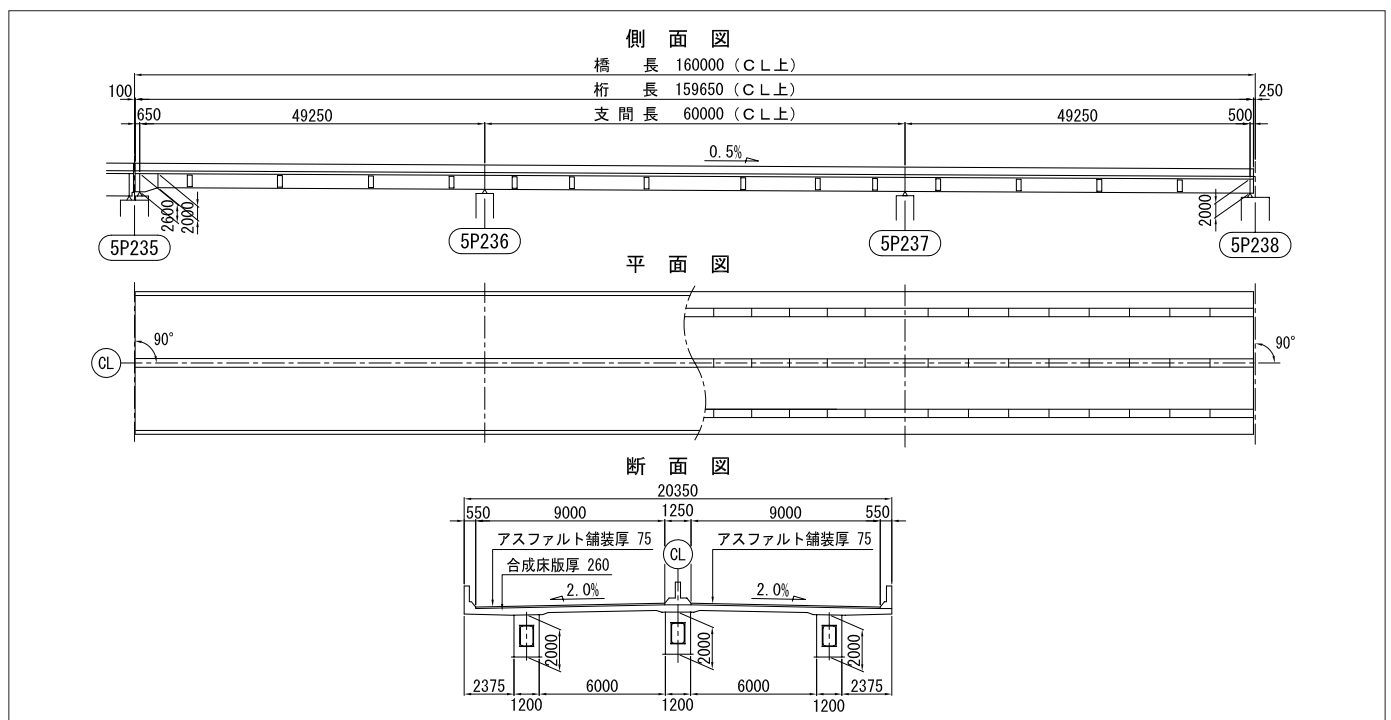 側面図
橋長 160000 (CL上)
100 桁長 159650 (CL上) 250
650 49250 支間長 60000 (CL上) 49250 500
0.5%
2600 2000 2000
5P235 5P236 5P237 5P238
平面図
90°
CL
90°
断面図
20350
550 9000 1250 9000 550
アスファルト舗装厚 75 アスファルト舗装厚 75
CL
合成床版厚 260
2.0% 2.0%
2000 2000 2000
2375 6000 6000 2375
1200 1200 1200